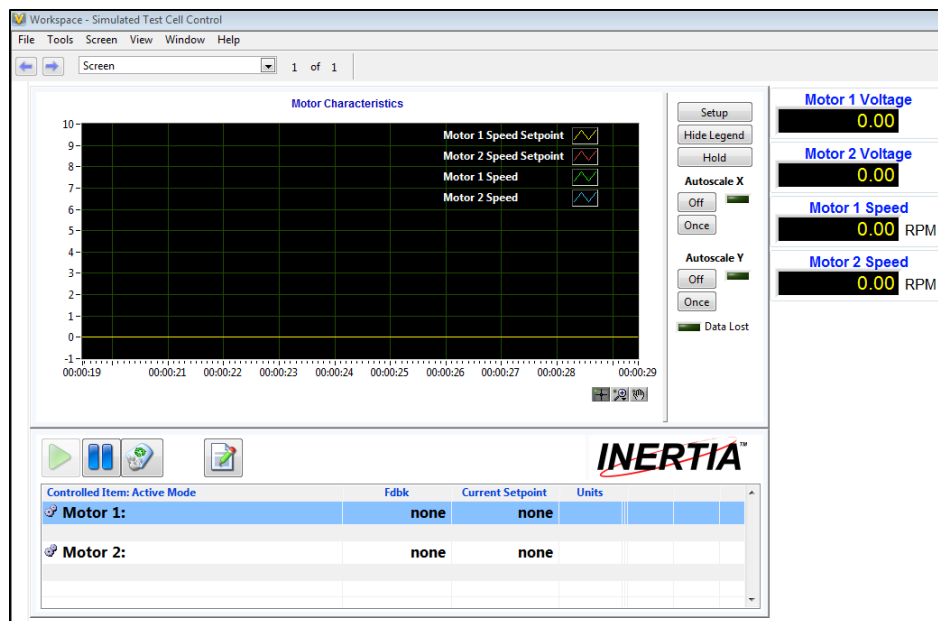 Workspace - Simulated Test Cell Control
File Tools Screen View Window Help
Screen 1 of 1
Motor Characteristics
10
9
8
7
6
5
4
3
2
1
0
-1
00:00:19 00:00:21 00:00:22 00:00:23 00:00:24 00:00:25 00:00:26 00:00:27 00:00:28 00:00:29
Motor 1 Speed Setpoint
Motor 2 Speed Setpoint
Motor 1 Speed
Motor 2 Speed
Setup
Hide Legend
Hold
Autoscale X
Off
Once
Autoscale Y
Off
Once
Data Lost
Motor 1 Voltage
0.00
Motor 2 Voltage
0.00
Motor 1 Speed
0.00 RPM
Motor 2 Speed
0.00 RPM
INERTIA™
Controlled Item: Active Mode Fdbk Current Setpoint Units
Motor 1: none none
Motor 2: none none